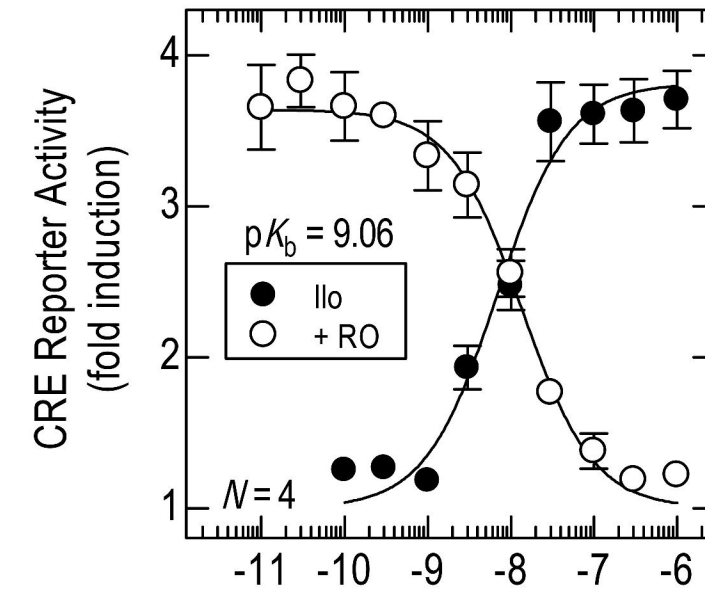 CRE Reporter Activity
(fold induction)
4
3
2
1
pKb = 9.06
Ilo
+ RO
N = 4
-11 -10 -9 -8 -7 -6